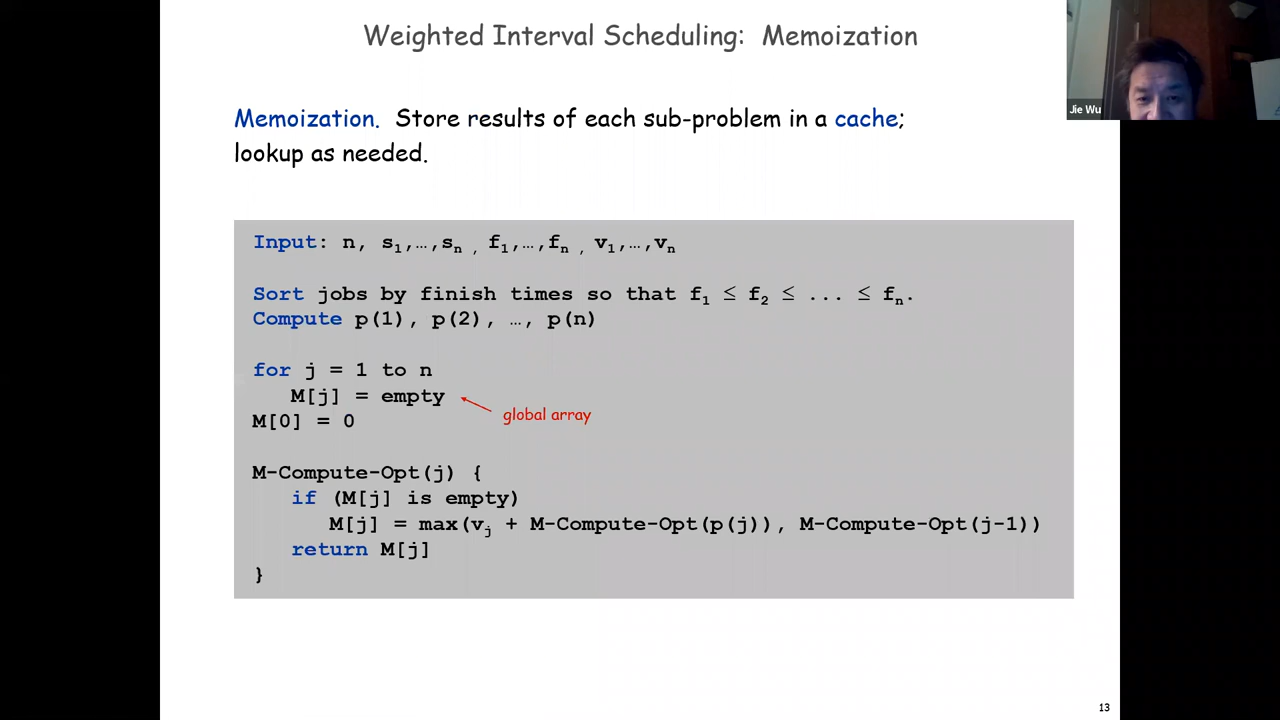 Weighted Interval Scheduling: Memoization
Jie Wu
Memoization. Store results of each sub-problem in a cache;
lookup as needed.
Input: n, s1,…,sn , f1,…,fn , v1,…,vn
Sort jobs by finish times so that f1 ≤ f2 ≤ ... ≤ fn.
Compute p(1), p(2), …, p(n)
for j = 1 to n
M[j] = empty
global array
M[0] = 0
M-Compute-Opt(j) {
if (M[j] is empty)
M[j] = max(vj + M-Compute-Opt(p(j)), M-Compute-Opt(j-1))
return M[j]
}
13